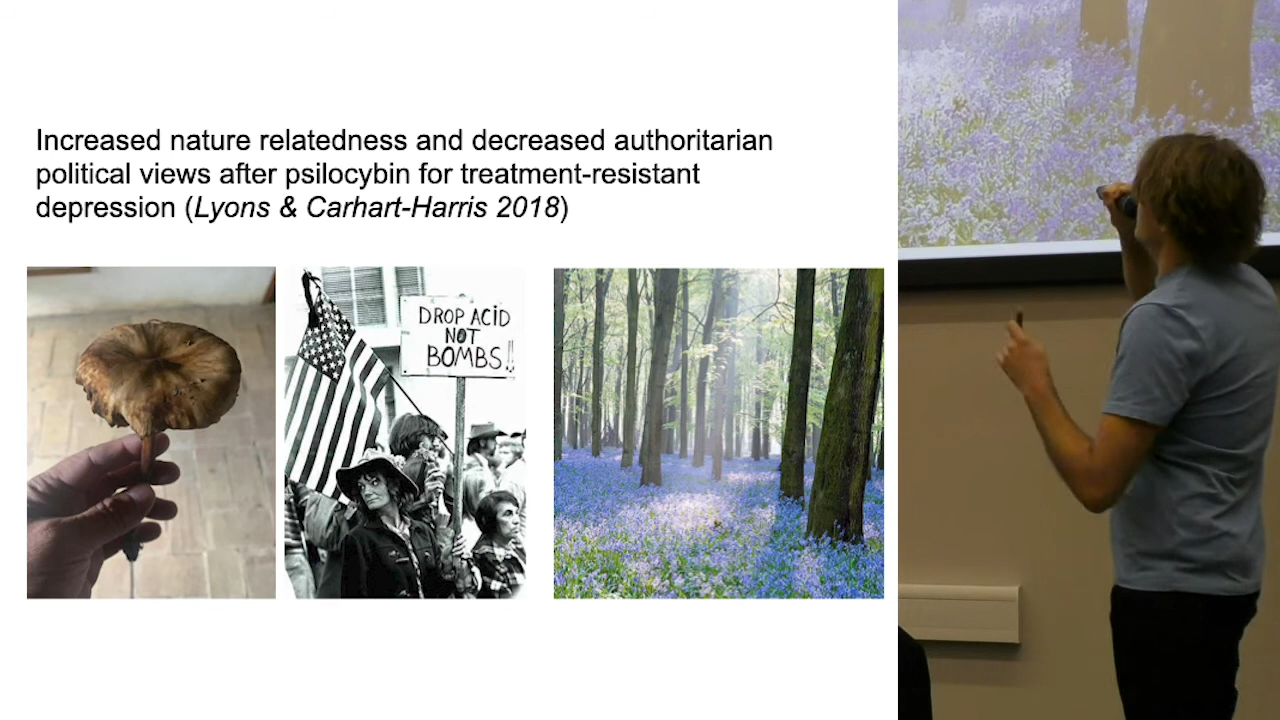 Increased nature relatedness and decreased authoritarian
political views after psilocybin for treatment-resistant
depression (Lyons & Carhart-Harris 2018)
DROP ACID
NOT
BOMBS!!